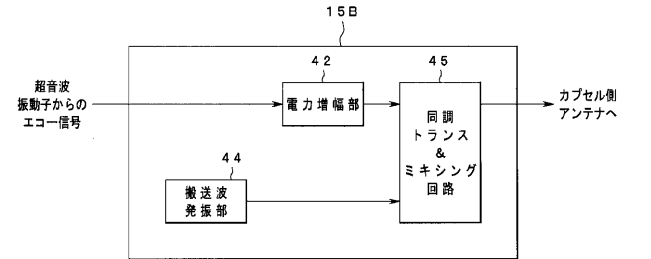 15B
超音波
振動子からの
エコー信号
42
電力増幅部
45
同調
トランス
&
ミキシング
回路
カプセル側
アンテナへ
44
搬送波
発振部